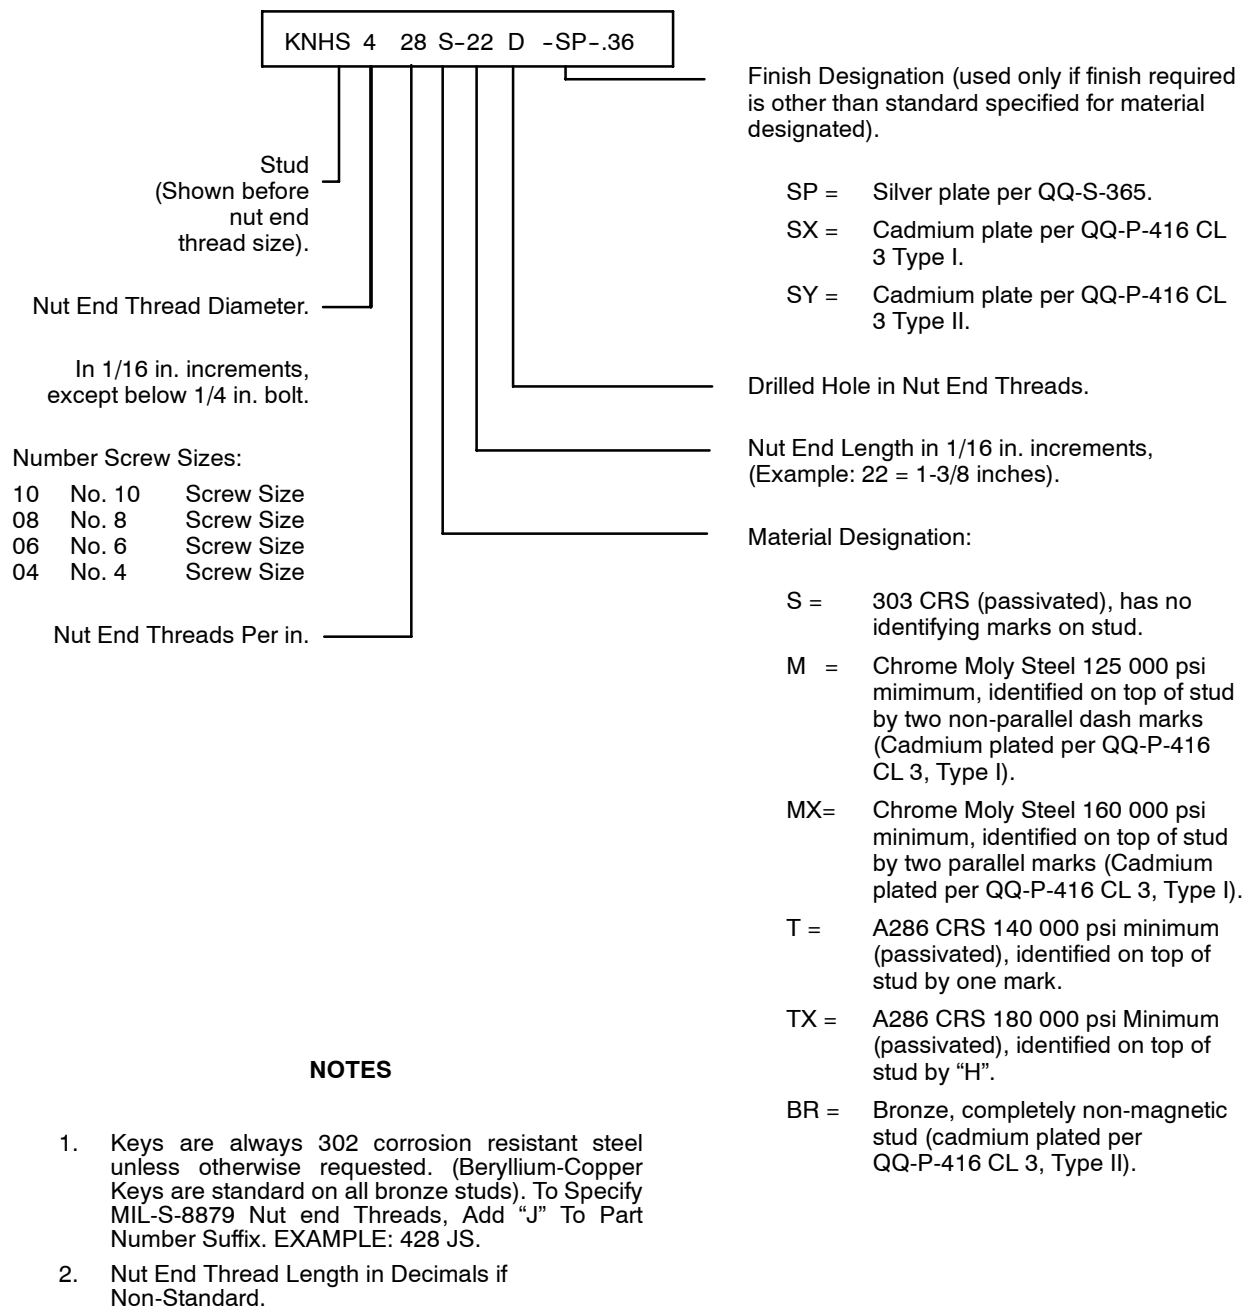 KNHS 4 28 S-22 D -SP-.36
Stud
(Shown before
nut end
thread size).
Nut End Thread Diameter.
In 1/16 in. increments,
except below 1/4 in. bolt.
Number Screw Sizes:
10 No. 10 Screw Size
08 No. 8 Screw Size
06 No. 6 Screw Size
04 No. 4 Screw Size
Nut End Threads Per in.
Finish Designation (used only if finish required
is other than standard specified for material
designated).
SP = Silver plate per QQ-S-365.
SX = Cadmium plate per QQ-P-416 CL
3 Type I.
SY = Cadmium plate per QQ-P-416 CL
3 Type II.
Drilled Hole in Nut End Threads.
Nut End Length in 1/16 in. increments,
(Example: 22 = 1-3/8 inches).
Material Designation:
S = 303 CRS (passivated), has no
identifying marks on stud.
M = Chrome Moly Steel 125 000 psi
mimimum, identified on top of stud
by two non-parallel dash marks
(Cadmium plated per QQ-P-416
CL 3, Type I).
MX= Chrome Moly Steel 160 000 psi
minimum, identified on top of stud
by two parallel marks (Cadmium
plated per QQ-P-416 CL 3, Type I).
T = A286 CRS 140 000 psi minimum
(passivated), identified on top of
stud by one mark.
TX = A286 CRS 180 000 psi Minimum
(passivated), identified on top of
stud by “H”.
BR = Bronze, completely non-magnetic
stud (cadmium plated per
QQ-P-416 CL 3, Type II).
NOTES
1. Keys are always 302 corrosion resistant steel
unless otherwise requested. (Beryllium-Copper
Keys are standard on all bronze studs). To Specify
MIL-S-8879 Nut end Threads, Add “J” To Part
Number Suffix. EXAMPLE: 428 JS.
2. Nut End Thread Length in Decimals if
Non-Standard.